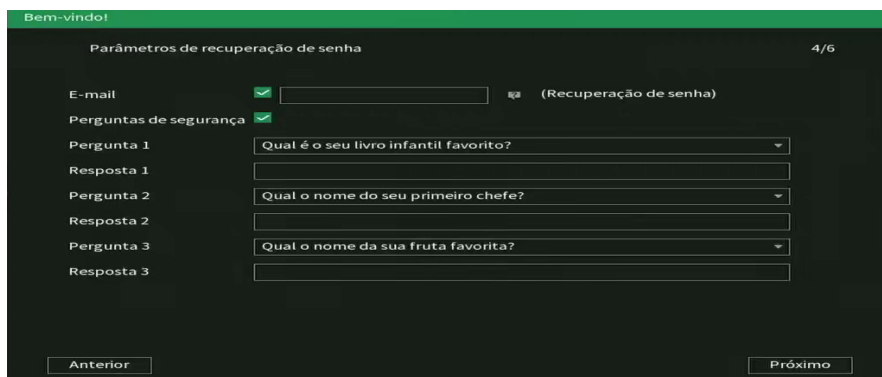 Bem-vindo!
Parâmetros de recuperação de senha 4/6
E-mail (Recuperação de senha)
Perguntas de segurança
Pergunta 1 Qual é o seu livro infantil favorito?
Resposta 1
Pergunta 2 Qual o nome do seu primeiro chefe?
Resposta 2
Pergunta 3 Qual o nome da sua fruta favorita?
Resposta 3
Anterior Próximo